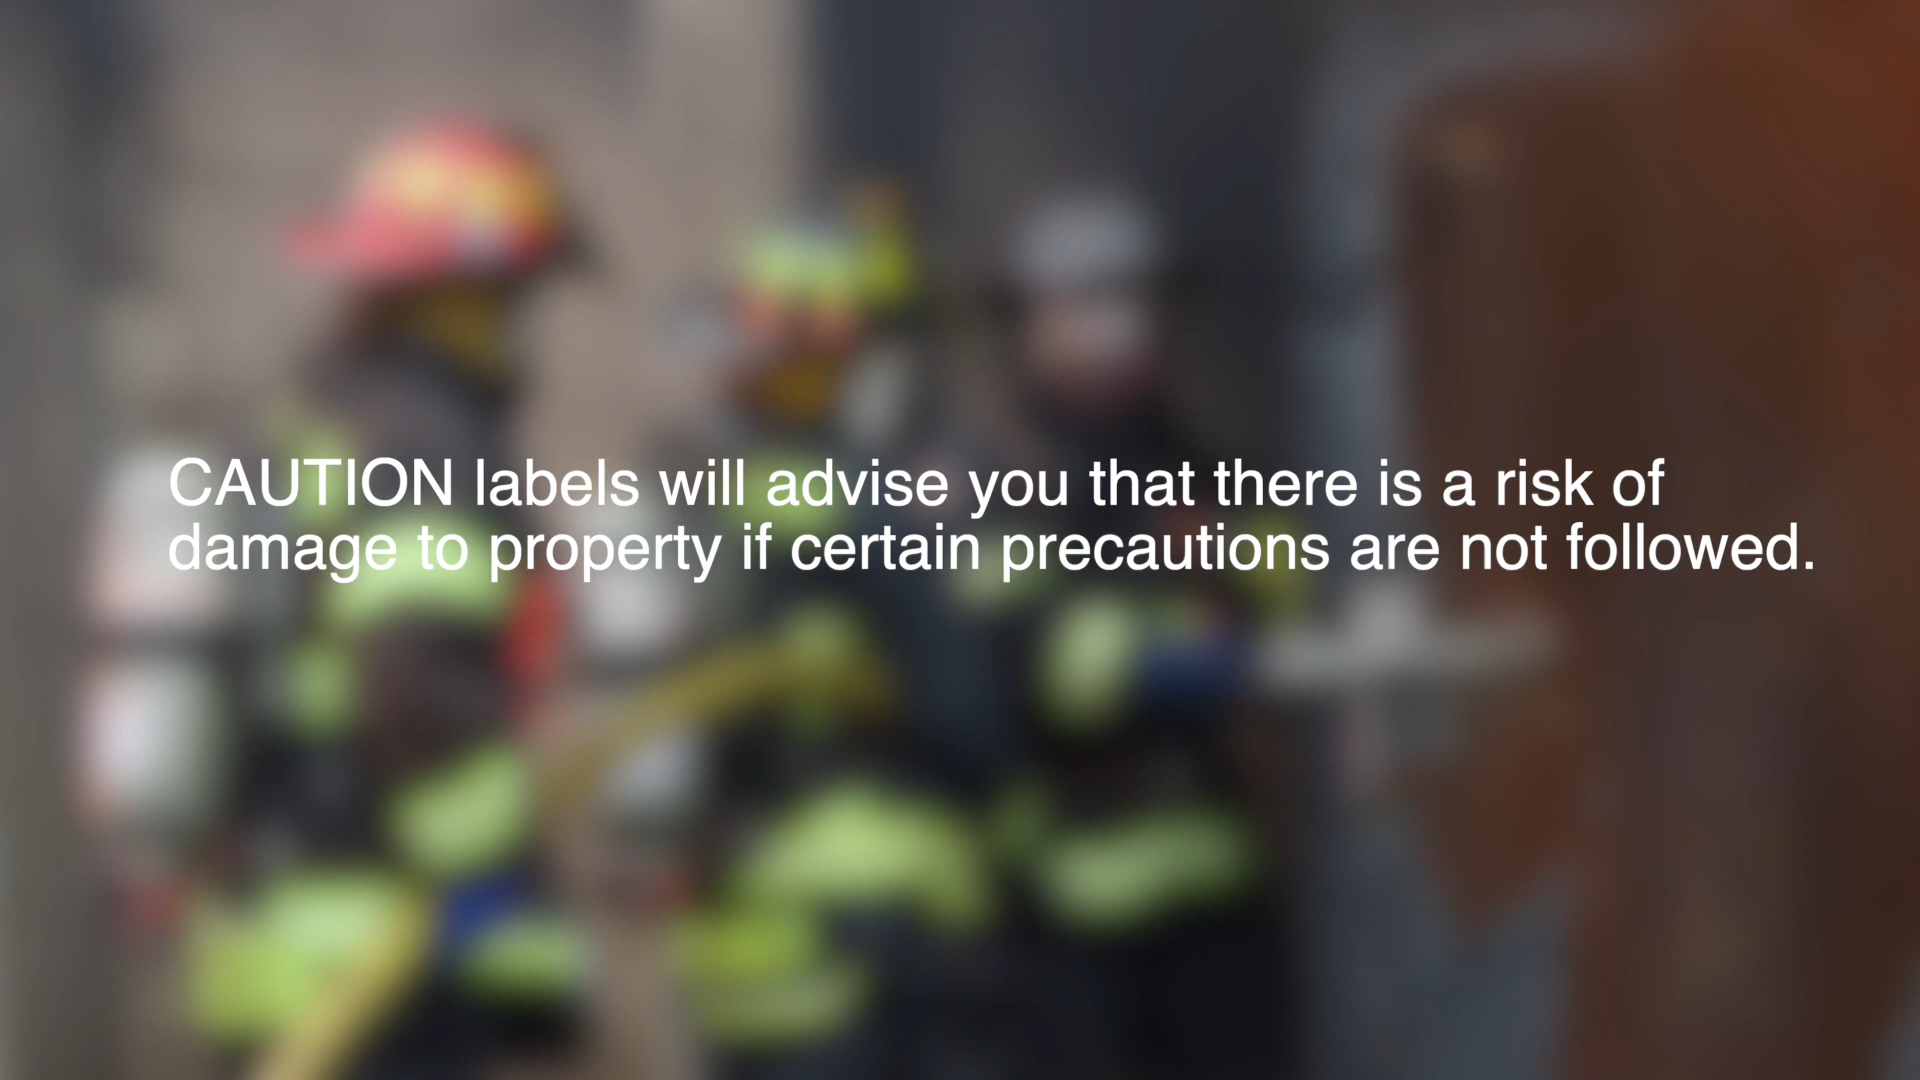 CAUTION labels will advise you that there is a risk of
damage to property if certain precautions are not followed.